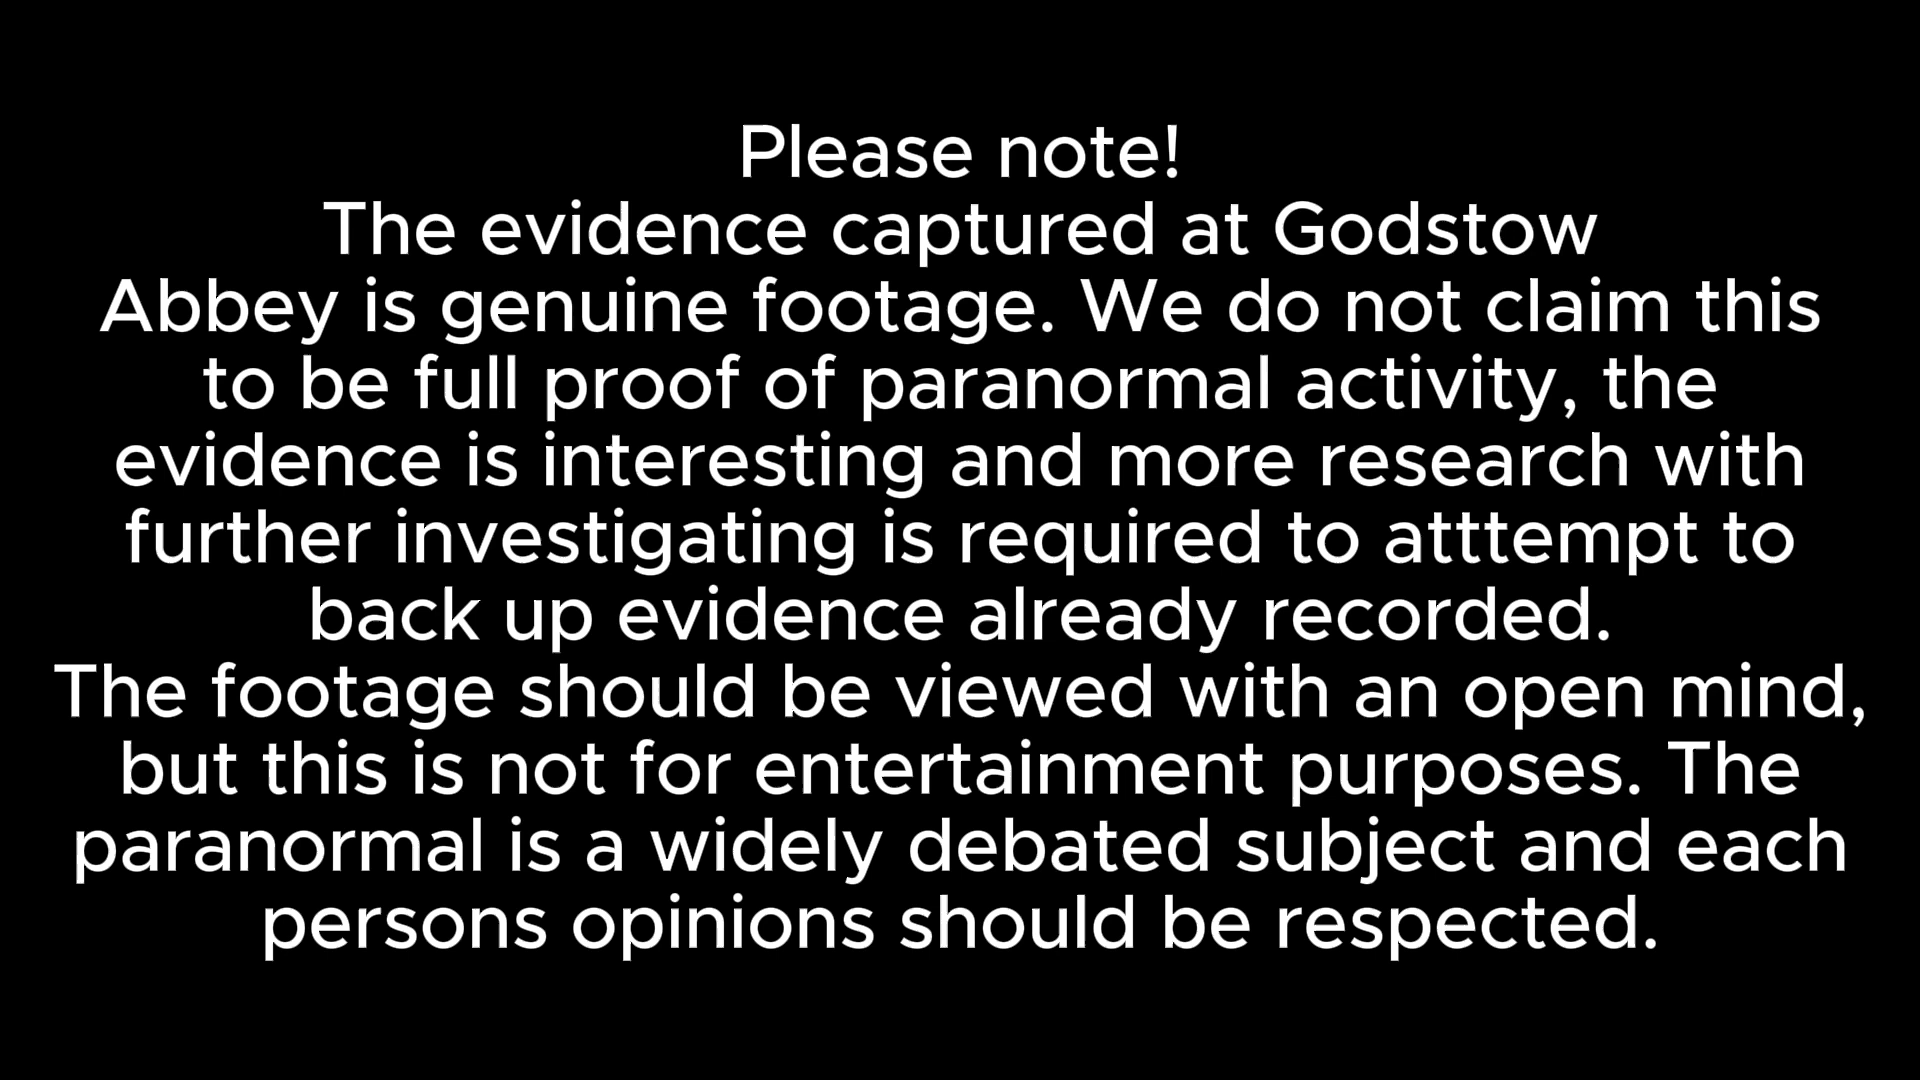 Please note!
The evidence captured at Godstow
Abbey is genuine footage. We do not claim this
to be full proof of paranormal activity, the
evidence is interesting and more research with
further investigating is required to atttempt to
back up evidence already recorded.
The footage should be viewed with an open mind,
but this is not for entertainment purposes. The
paranormal is a widely debated subject and each
persons opinions should be respected.